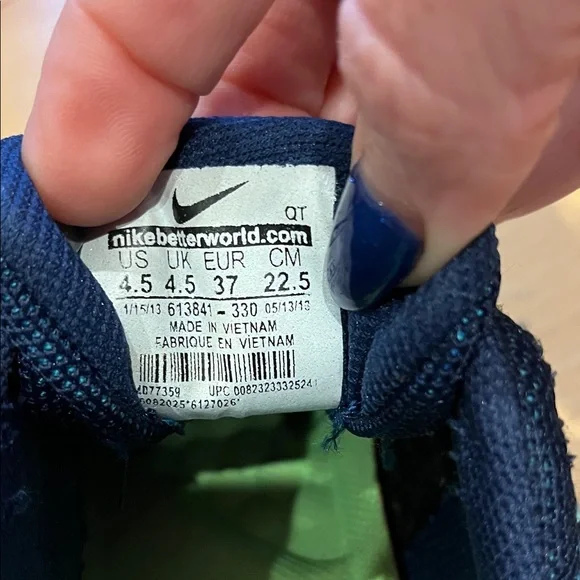 QT
nikebetterworld.com
US UK EUR CM
4.5 4.5 37 22.5
1/15/13 613841 - 330 05/13/13
MADE IN VIETNAM
FABRIQUE EN VIETNAM
UPC 00823233325241